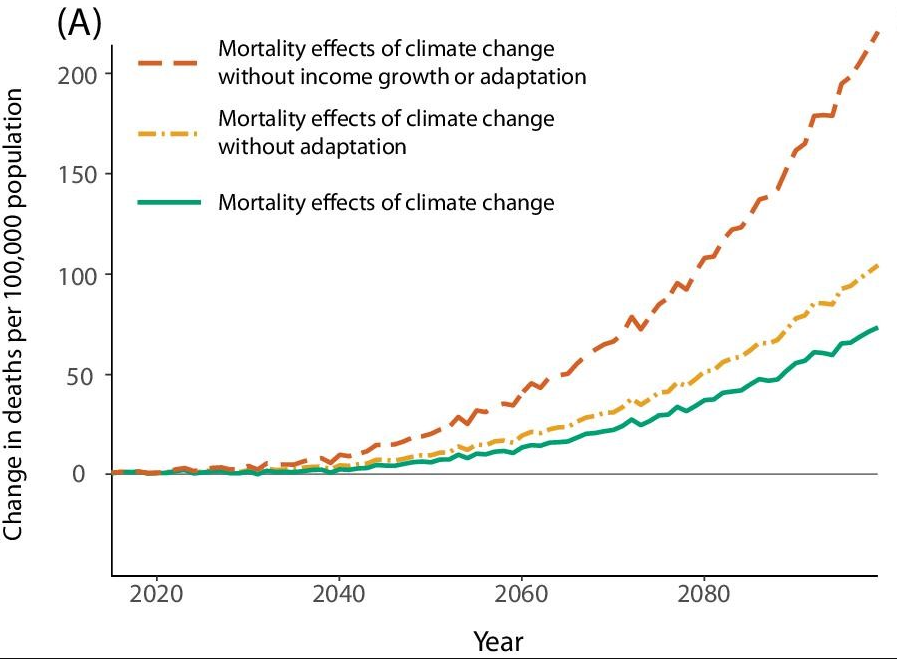 (A)
Mortality effects of climate change
without income growth or adaptation
Mortality effects of climate change
without adaptation
Mortality effects of climate change
Change in deaths per 100,000 population
200
150
100
50
0
2020
2040
2060
2080
Year